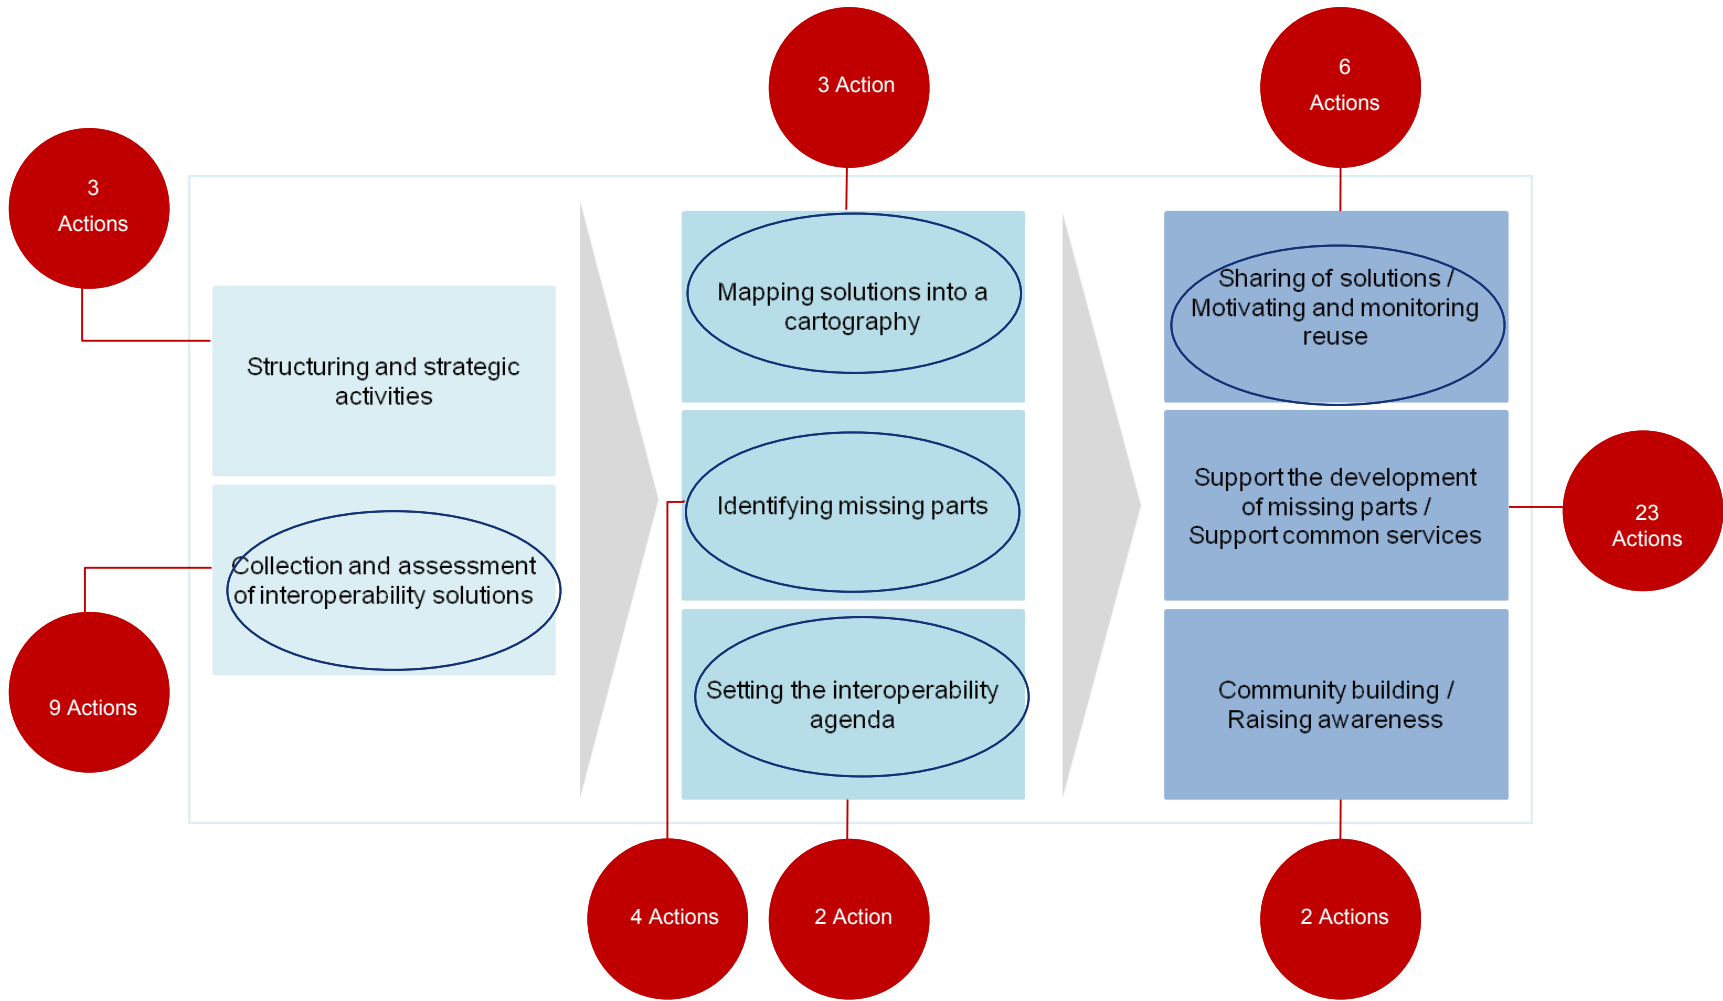 3
Actions
Structuring and strategic
activities
Collection and assessment
of interoperability solutions
9 Actions
3 Action
Mapping solutions into a
cartography
Identifying missing parts
Setting the interoperability
agenda
4 Actions
2 Action
6
Actions
Sharing of solutions /
Motivating and monitoring
reuse
Support the development
of missing parts /
Support common services
23
Actions
Community building /
Raising awareness
2 Actions